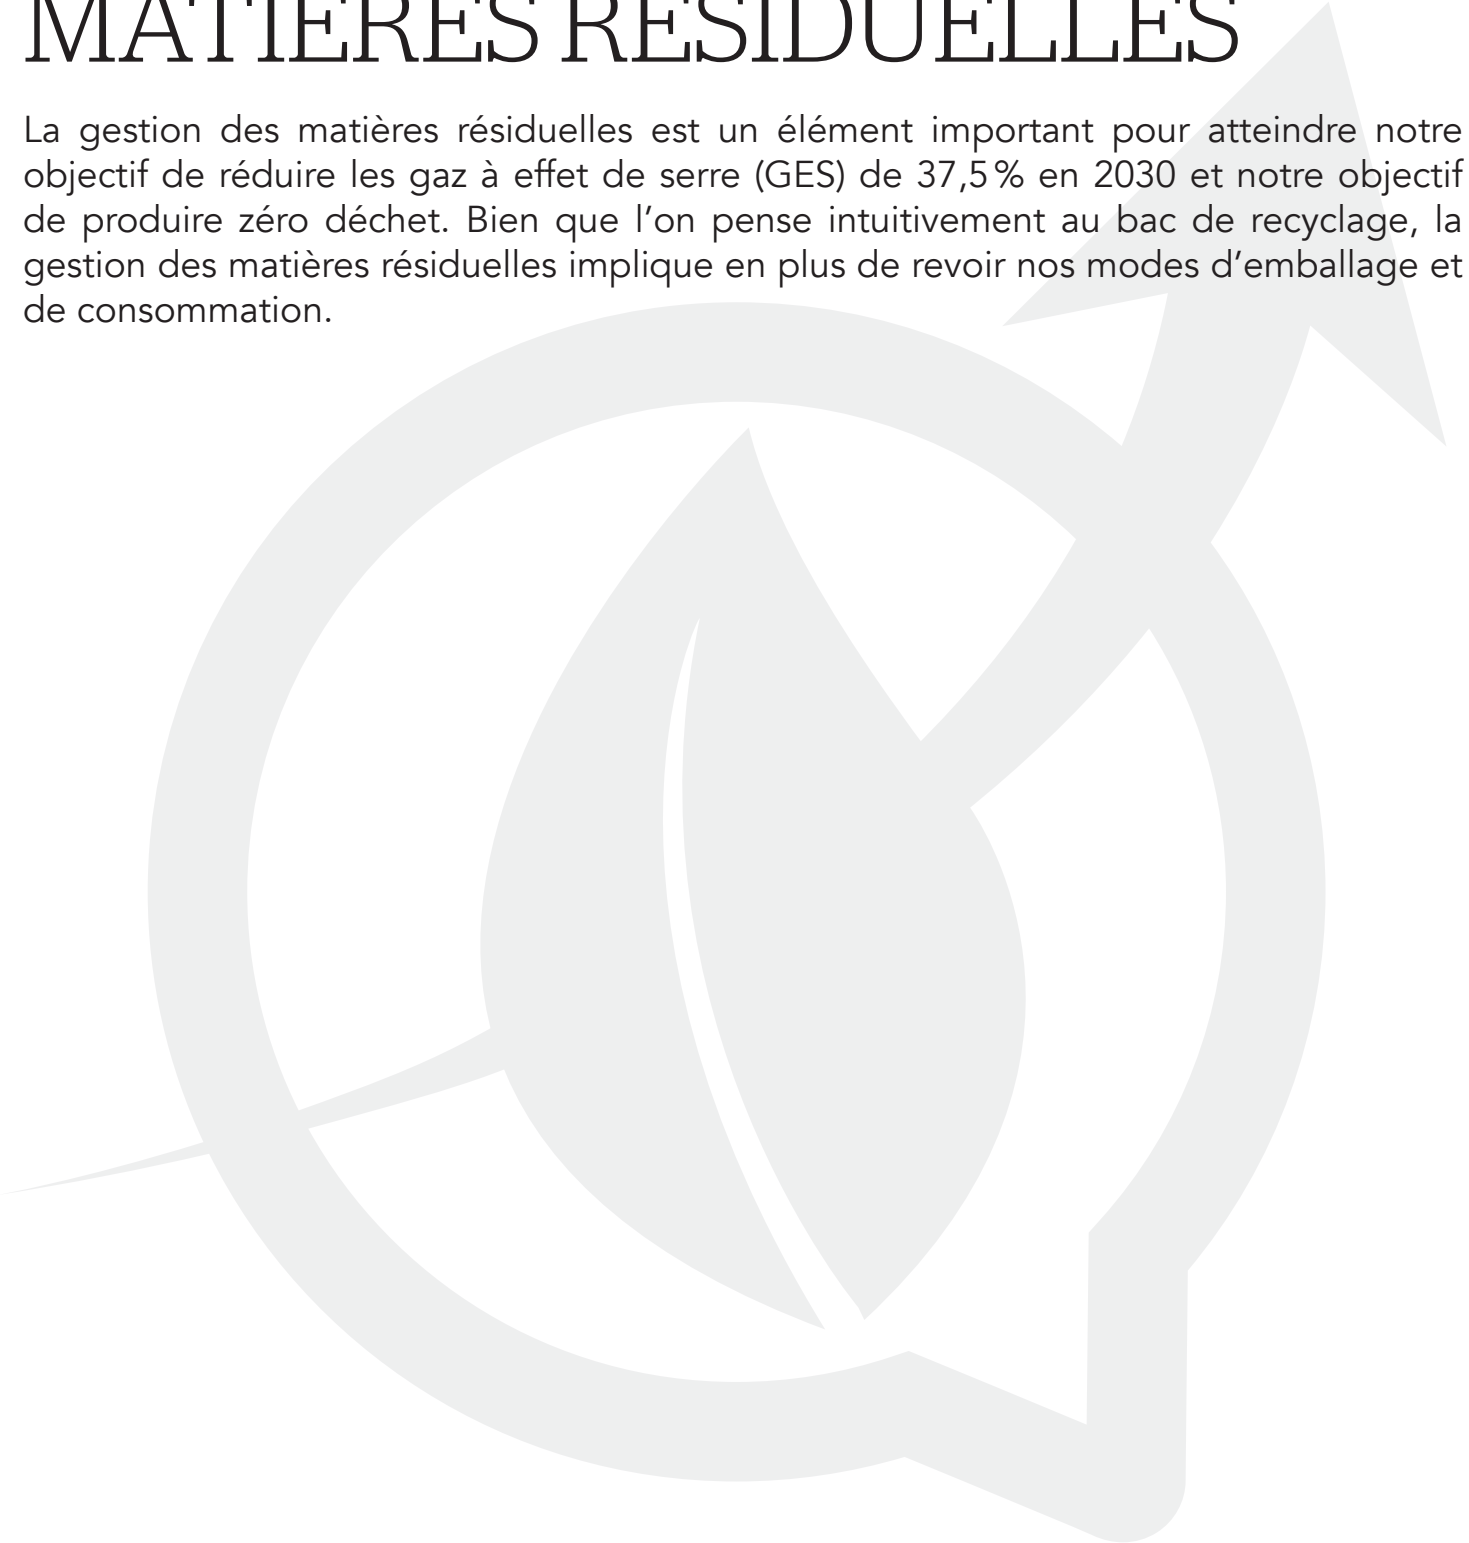 MATIÈRES RÉSIDUELLES
La gestion des matières résiduelles est un élément important pour atteindre notre
objectif de réduire les gaz à effet de serre (GES) de 37,5 % en 2030 et notre objectif
de produire zéro déchet. Bien que l’on pense intuitivement au bac de recyclage, la
gestion des matières résiduelles implique en plus de revoir nos modes d’emballage et
de consommation.